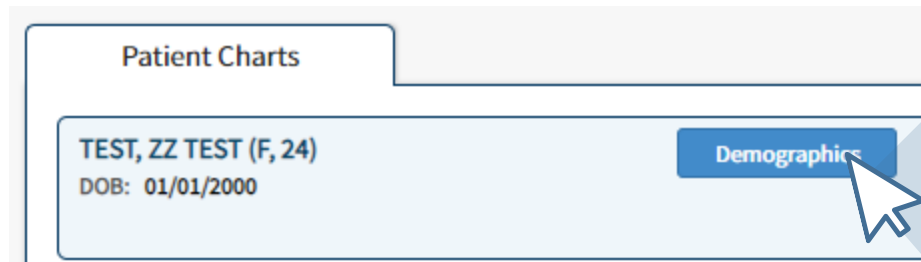 Patient Charts
TEST, ZZ TEST (F, 24)
Demographics
DOB: 01/01/2000